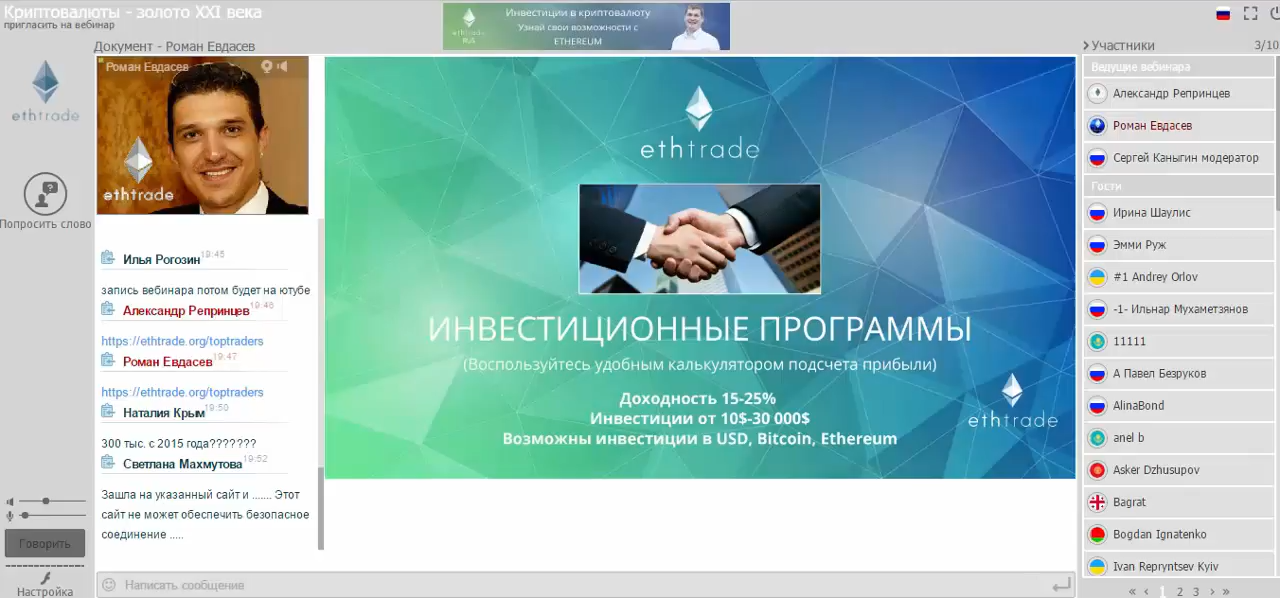 Криптовалюты - золото XXI века
пригласить на вебинар
Инвестиции в криптовалюту
Узнай свои возможности с
ETHEREUM
Документ - Роман Евдасев
Участники
3/10
ethtrade
Попросить слово
Говорить
Настройка
Роман Евдасев
ethtrade
Илья Рогозин 19:45
запись вебинара потом будет на ютубе
Александр Репринцев 19:46
https://ethtrade.org/toptraders
Роман Евдасев 19:47
https://ethtrade.org/toptraders
Наталия Крым 19:50
300 тыс. с 2015 года???????
Светлана Махмутова 19:52
Зашла на указанный сайт и ....... Этот
сайт не может обеспечить безопасное
соединение .....
Написать сообщение
ethtrade
ИНВЕСТИЦИОННЫЕ ПРОГРАММЫ
(Воспользуйтесь удобным калькулятором подсчета прибыли)
Доходность 15-25%
Инвестиции от 10$-30 000$
Возможны инвестиции в USD, Bitcoin, Ethereum
ethtrade
Ведущие вебинара
Александр Репринцев
Роман Евдасев
Сергей Каныгин модератор
Гости
Ирина Шаулис
Эмми Руж
#1 Andrey Orlov
-1- Ильнар Мухаметзянов
11111
А Павел Безруков
AlinaBond
anel b
Asker Dzhusupov
Bagrat
Bogdan Ignatenko
Ivan Repryntsev Kyiv
« ‹ 1 2 3 › »